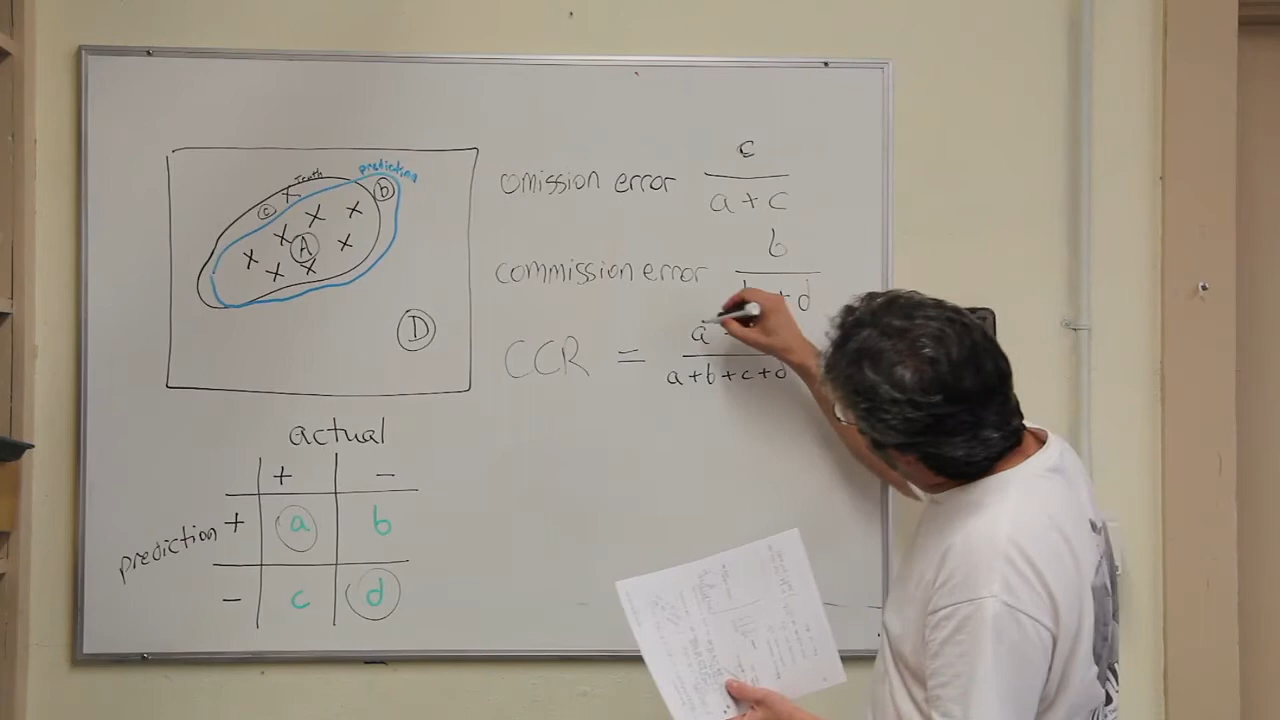 Truth
prediction
c
b
A
D
omission error c / a + c
commission error b / + d
CCR = a / a+b+c+d
actual
+ -
prediction + a b
- c d